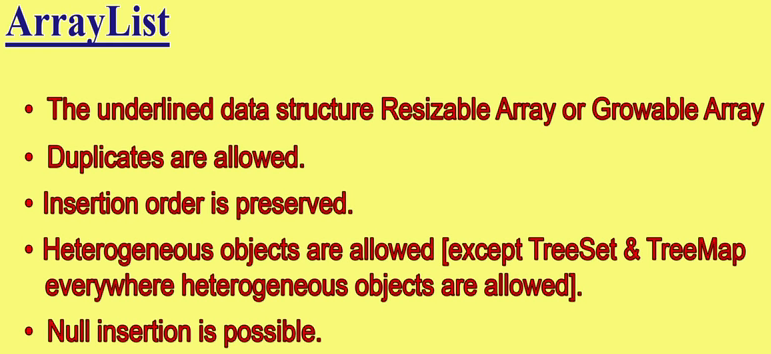 ArrayList
• The underlined data structure Resizable Array or Growable Array
• Duplicates are allowed.
• Insertion order is preserved.
• Heterogeneous objects are allowed [except TreeSet & TreeMap
everywhere heterogeneous objects are allowed].
• Null insertion is possible.